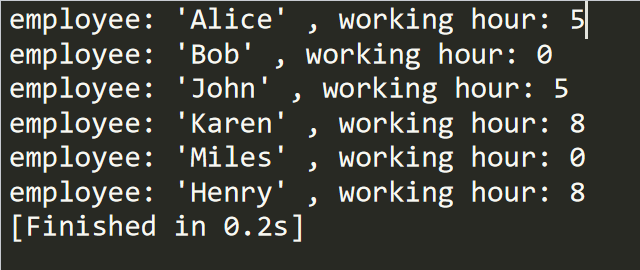 employee: 'Alice' , working hour: 5
employee: 'Bob' , working hour: 0
employee: 'John' , working hour: 5
employee: 'Karen' , working hour: 8
employee: 'Miles' , working hour: 0
employee: 'Henry' , working hour: 8
[Finished in 0.2s]